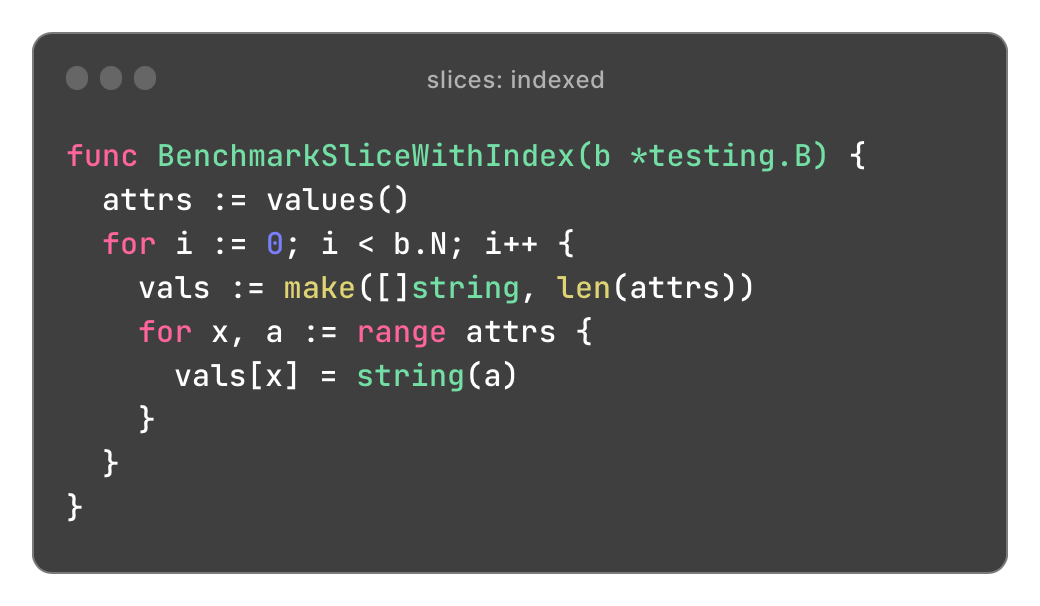 slices: indexed
func BenchmarkSliceWithIndex(b *testing.B) {
  attrs := values()
  for i := 0; i < b.N; i++ {
    vals := make([]string, len(attrs))
    for x, a := range attrs {
      vals[x] = string(a)
    }
  }
}